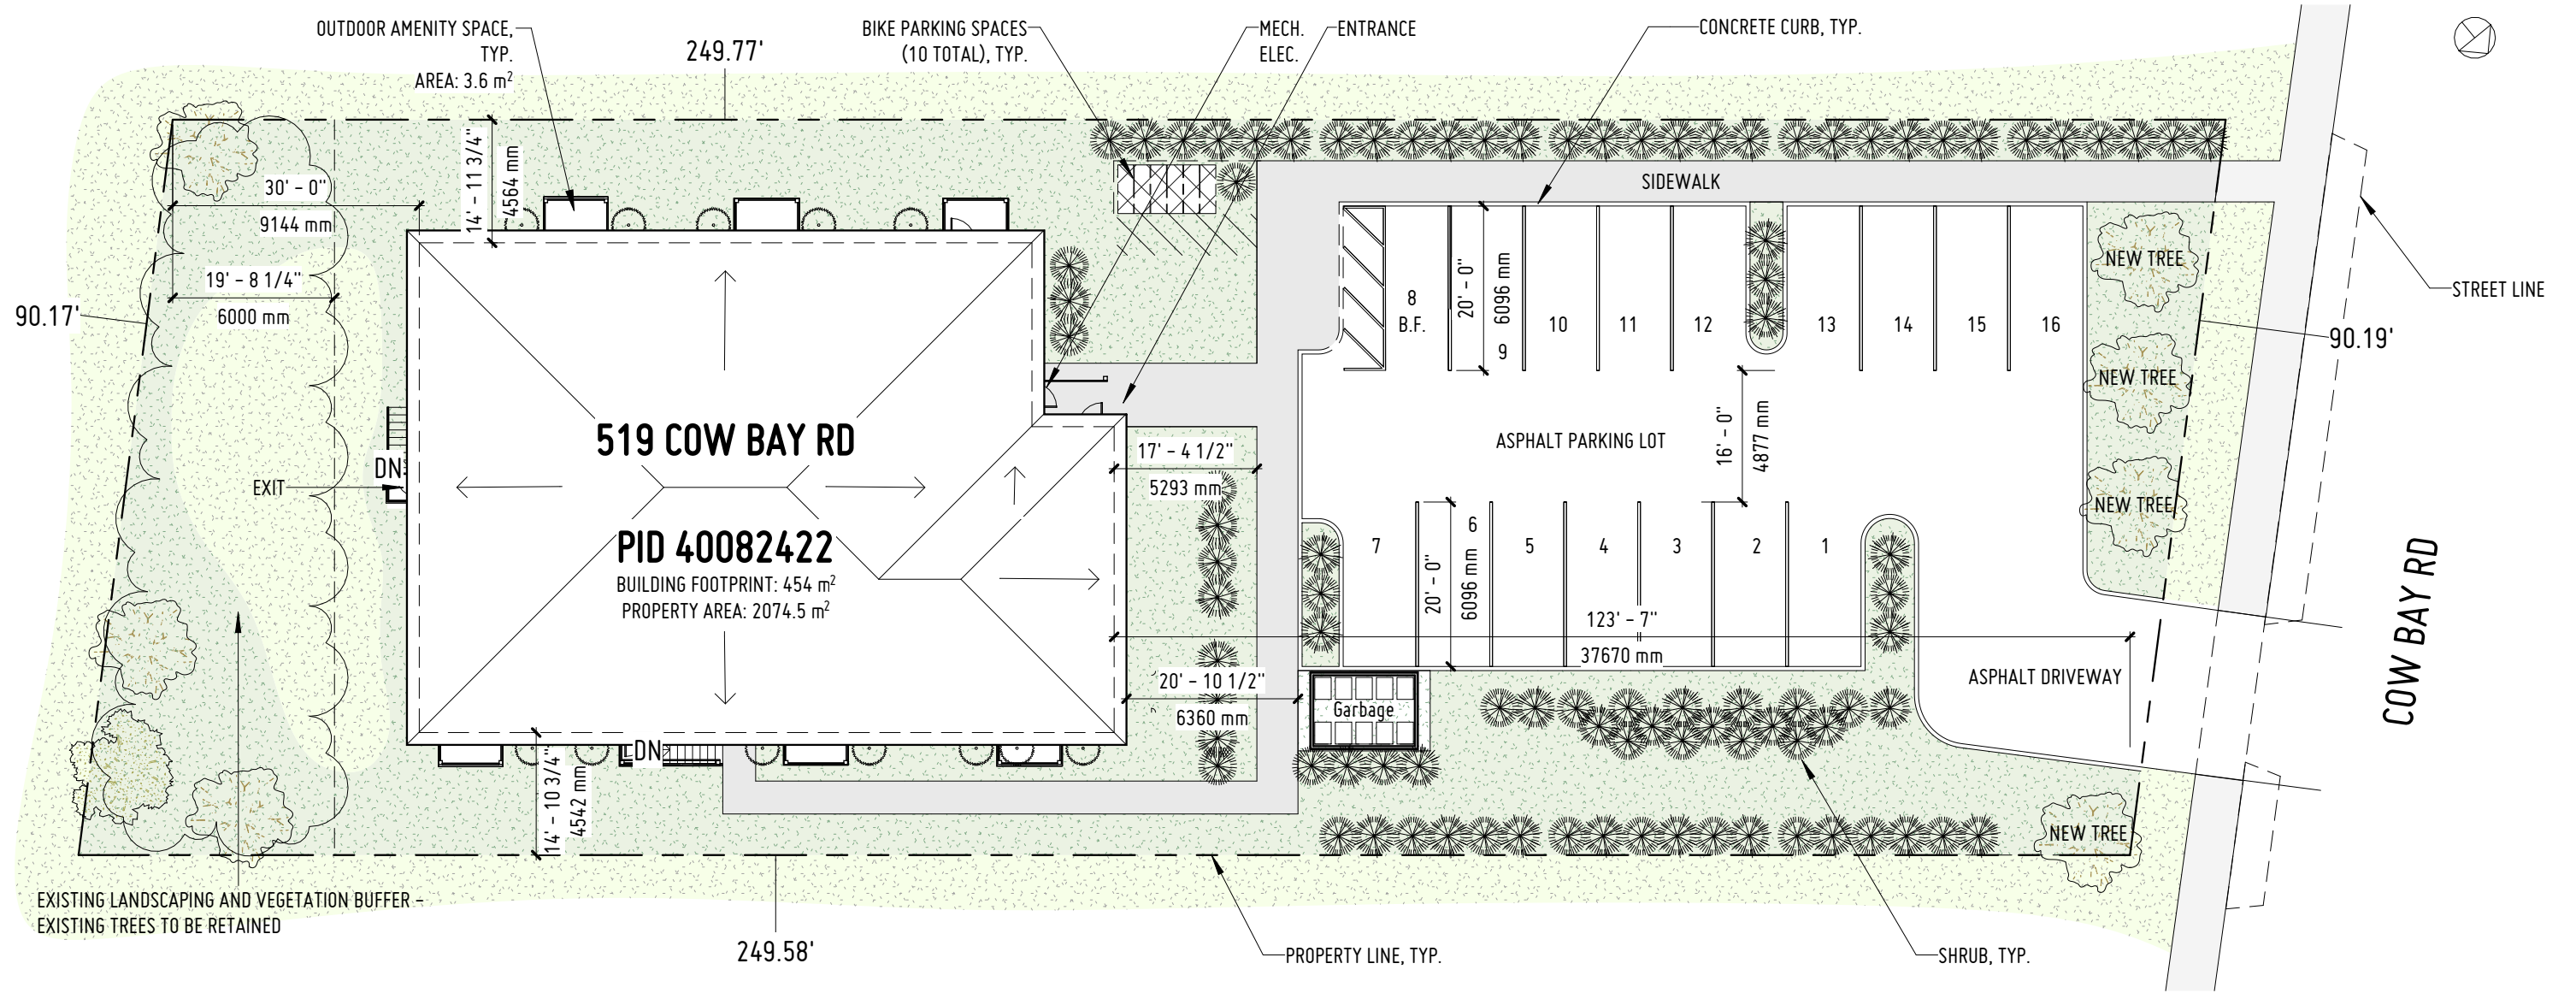 OUTDOOR AMENITY SPACE,
TYP.
AREA: 3.6 m²
249.77'
BIKE PARKING SPACES
(10 TOTAL), TYP.
MECH.
ELEC.
ENTRANCE
CONCRETE CURB, TYP.
14' - 11 3/4"
4564 mm
30' - 0"
9144 mm
19' - 8 1/4"
6000 mm
90.17'
SIDEWALK
8
B.F.
20' - 0"
6096 mm
9
10
11
12
13
14
15
16
NEW TREE
NEW TREE
NEW TREE
STREET LINE
90.19'
519 COW BAY RD
PID 40082422
BUILDING FOOTPRINT: 454 m²
PROPERTY AREA: 2074.5 m²
DN
EXIT
17' - 4 1/2"
5293 mm
ASPHALT PARKING LOT
16' - 0"
4877 mm
7
20' - 0"
6096 mm
6
5
4
3
2
1
123' - 7"
37670 mm
20' - 10 1/2"
6360 mm
Garbage
ASPHALT DRIVEWAY
COW BAY RD
DN
14' - 10 3/4"
4542 mm
NEW TREE
EXISTING LANDSCAPING AND VEGETATION BUFFER -
EXISTING TREES TO BE RETAINED
249.58'
PROPERTY LINE, TYP.
SHRUB, TYP.